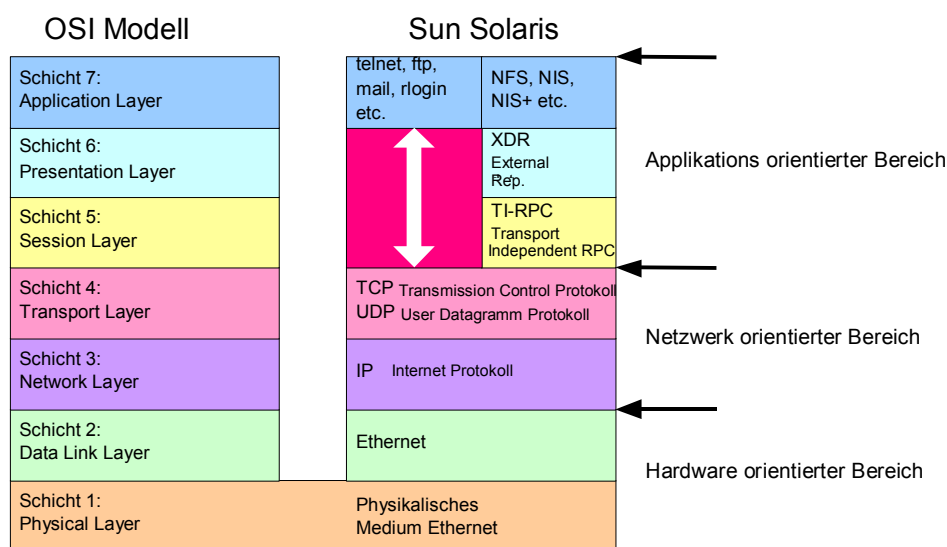 OSI Modell
Sun Solaris
Schicht 7:
Application Layer
telnet, ftp,
mail, rlogin
etc.
NFS, NIS,
NIS+ etc.
Schicht 6:
Presentation Layer
XDR
External
Rep.
Applikations orientierter Bereich
Schicht 5:
Session Layer
TI-RPC
Transport
Independent RPC
Schicht 4:
Transport Layer
TCP Transmission Control Protokoll
UDP User Datagramm Protokoll
Netzwerk orientierter Bereich
Schicht 3:
Network Layer
IP Internet Protokoll
Schicht 2:
Data Link Layer
Ethernet
Hardware orientierter Bereich
Schicht 1:
Physical Layer
Physikalisches
Medium Ethernet